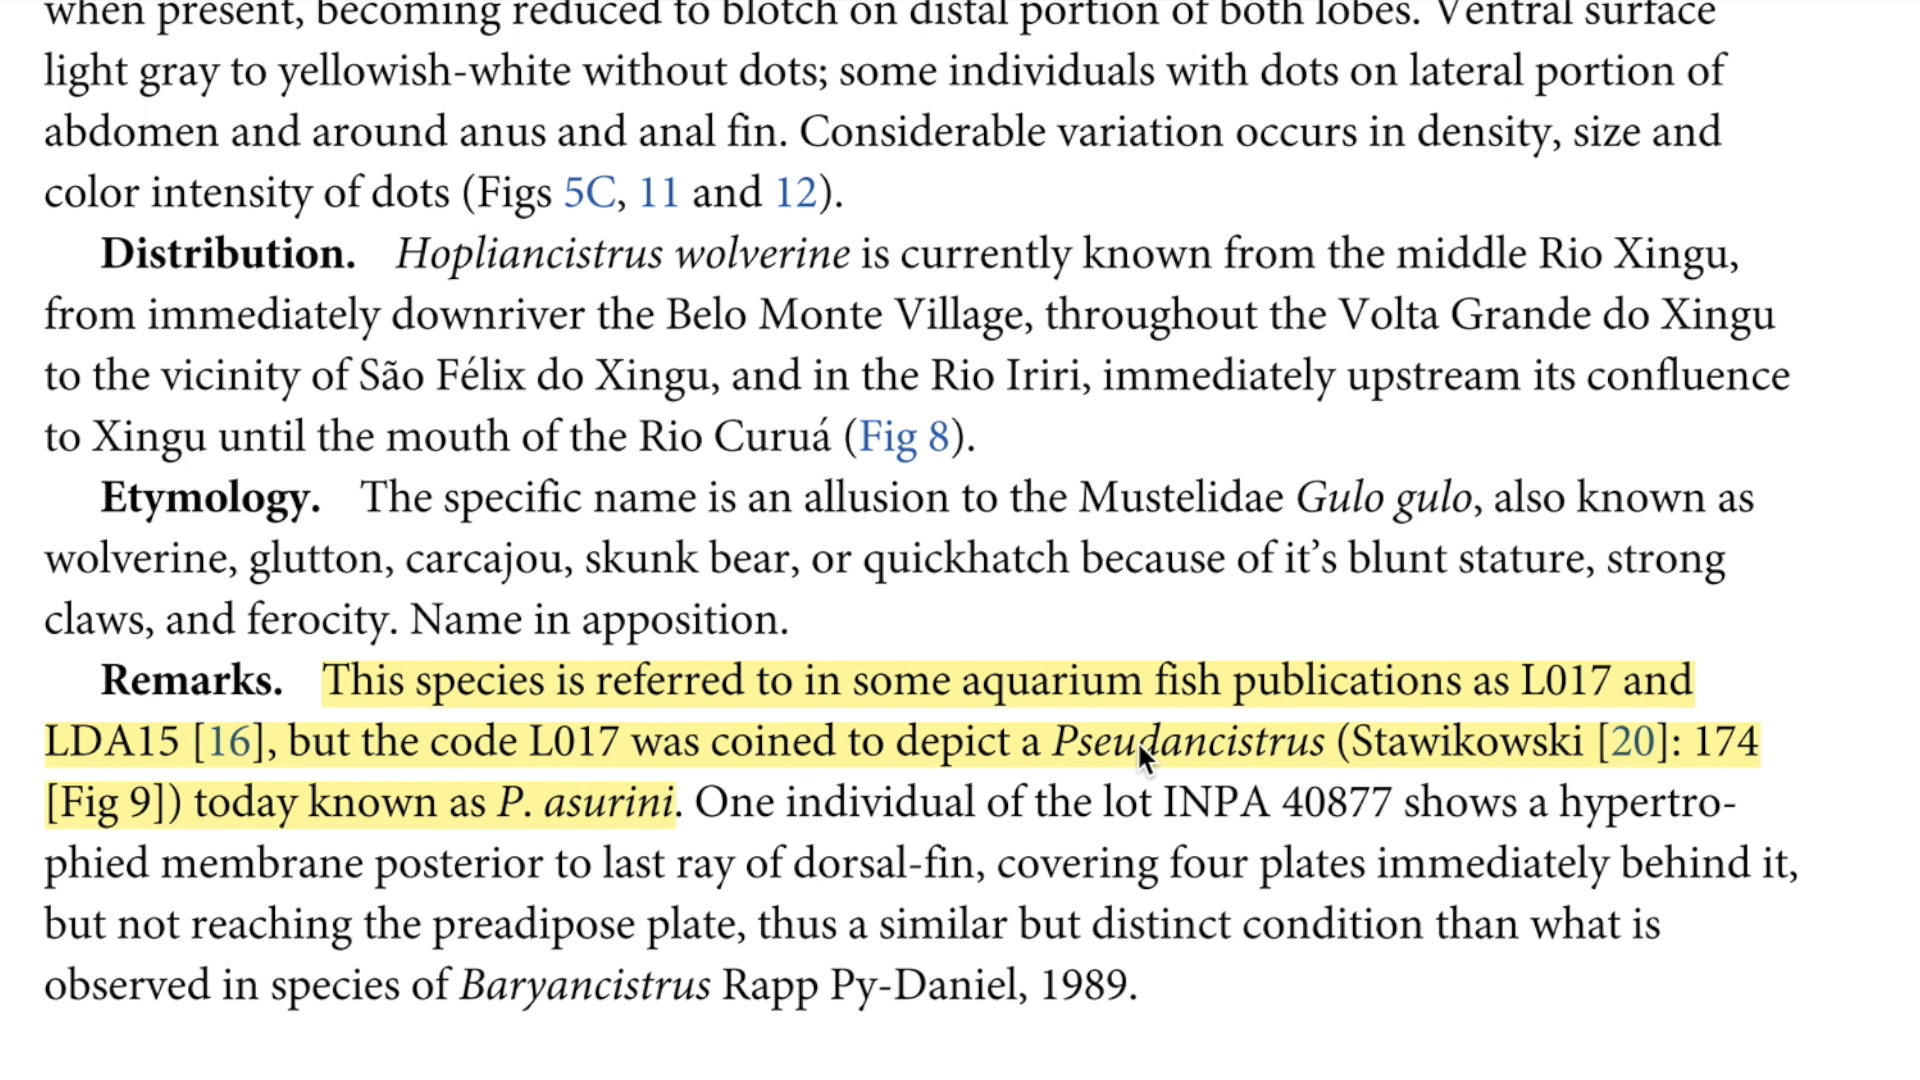 when present, becoming reduced to blotch on distal portion of both lobes. Ventral surface
light gray to yellowish-white without dots; some individuals with dots on lateral portion of
abdomen and around anus and anal fin. Considerable variation occurs in density, size and
color intensity of dots (Figs 5C, 11 and 12).
Distribution. Hopliancistrus wolverine is currently known from the middle Rio Xingu,
from immediately downriver the Belo Monte Village, throughout the Volta Grande do Xingu
to the vicinity of São Félix do Xingu, and in the Rio Iriri, immediately upstream its confluence
to Xingu until the mouth of the Rio Curuá (Fig 8).
Etymology. The specific name is an allusion to the Mustelidae Gulo gulo, also known as
wolverine, glutton, carcajou, skunk bear, or quickhatch because of it’s blunt stature, strong
claws, and ferocity. Name in apposition.
Remarks. This species is referred to in some aquarium fish publications as L017 and
LDA15 [16], but the code L017 was coined to depict a Pseudancistrus (Stawikowski [20]: 174
[Fig 9]) today known as P. asurini. One individual of the lot INPA 40877 shows a hypertro-
phied membrane posterior to last ray of dorsal-fin, covering four plates immediately behind it,
but not reaching the preadipose plate, thus a similar but distinct condition than what is
observed in species of Baryancistrus Rapp Py-Daniel, 1989.